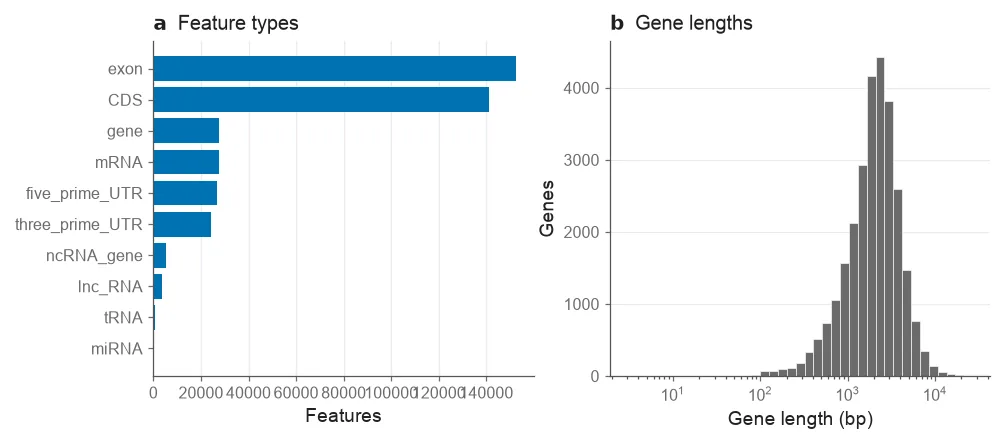 a Feature types
exon
CDS
gene
mRNA
five_prime_UTR
three_prime_UTR
ncRNA_gene
lnc_RNA
tRNA
miRNA
0 20000 40000 60000 80000 100000 120000 140000
Features
b Gene lengths
4000
3000
2000
1000
0
Genes
10¹ 10² 10³ 10⁴
Gene length (bp)